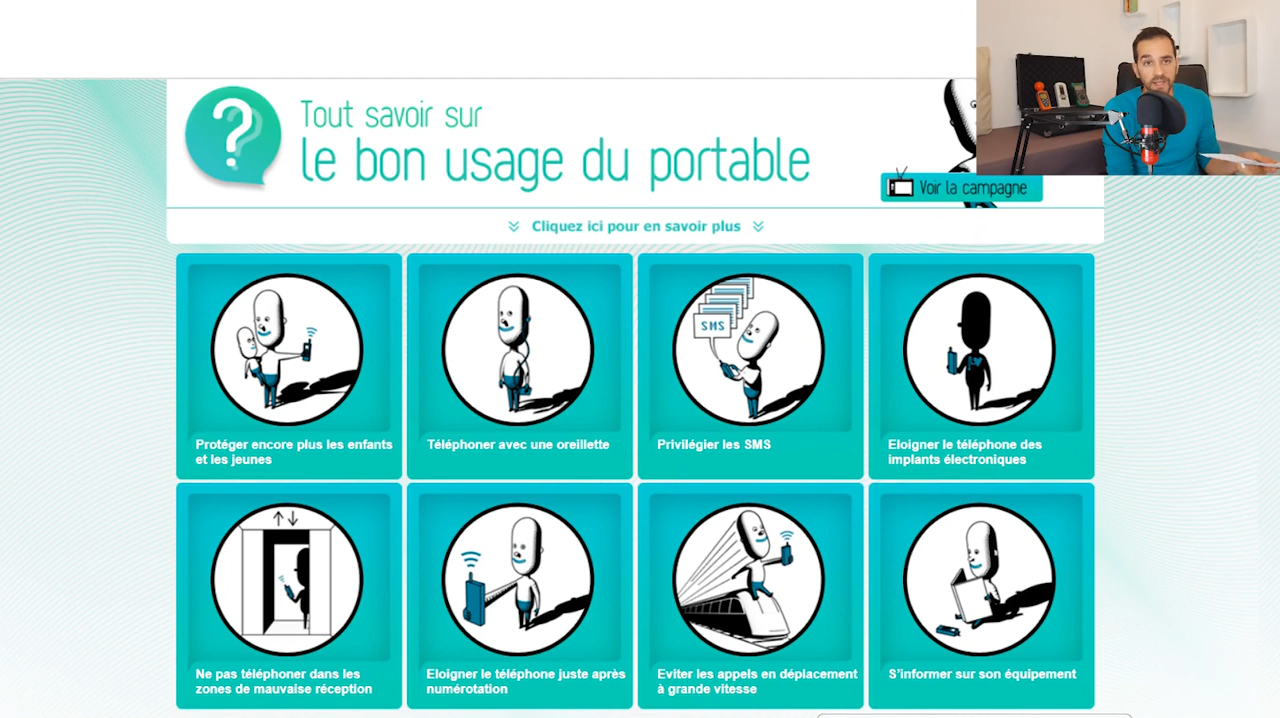 Tout savoir sur
le bon usage du portable
Voir la campagne
Cliquez ici pour en savoir plus
SMS
Protéger encore plus les enfants
et les jeunes
Téléphoner avec une oreillette
Privilégier les SMS
Eloigner le téléphone des
implants électroniques
Ne pas téléphoner dans les
zones de mauvaise réception
Eloigner le téléphone juste après
numérotation
Eviter les appels en déplacement
à grande vitesse
S'informer sur son équipement